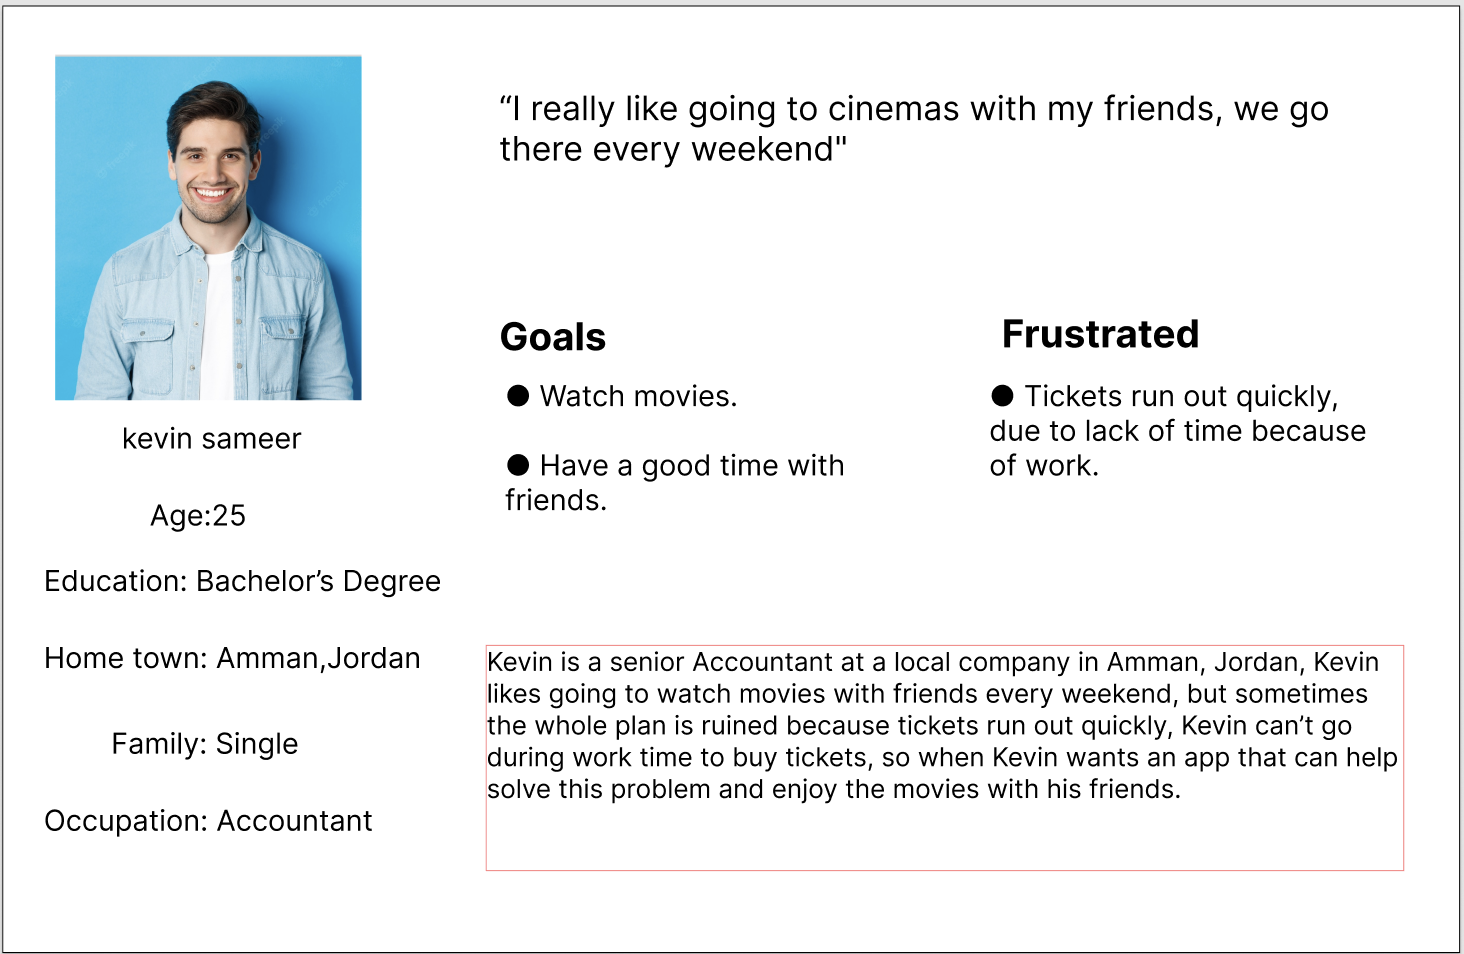 “I really like going to cinemas with my friends, we go
there every weekend"
kevin sameer
Age:25
Education: Bachelor’s Degree
Home town: Amman,Jordan
Family: Single
Occupation: Accountant
Goals
● Watch movies.
● Have a good time with
friends.
Frustrated
● Tickets run out quickly,
due to lack of time because
of work.
Kevin is a senior Accountant at a local company in Amman, Jordan, Kevin
likes going to watch movies with friends every weekend, but sometimes
the whole plan is ruined because tickets run out quickly, Kevin can’t go
during work time to buy tickets, so when Kevin wants an app that can help
solve this problem and enjoy the movies with his friends.